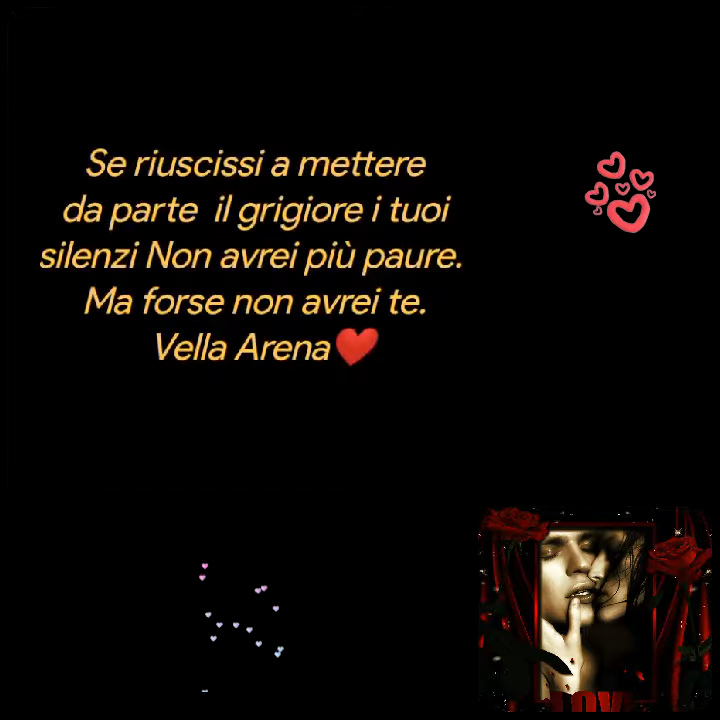 Se riuscissi a mettere
da parte  il grigiore i tuoi
silenzi Non avrei più paure.
Ma forse non avrei te.
Vella Arena❤️
LOV